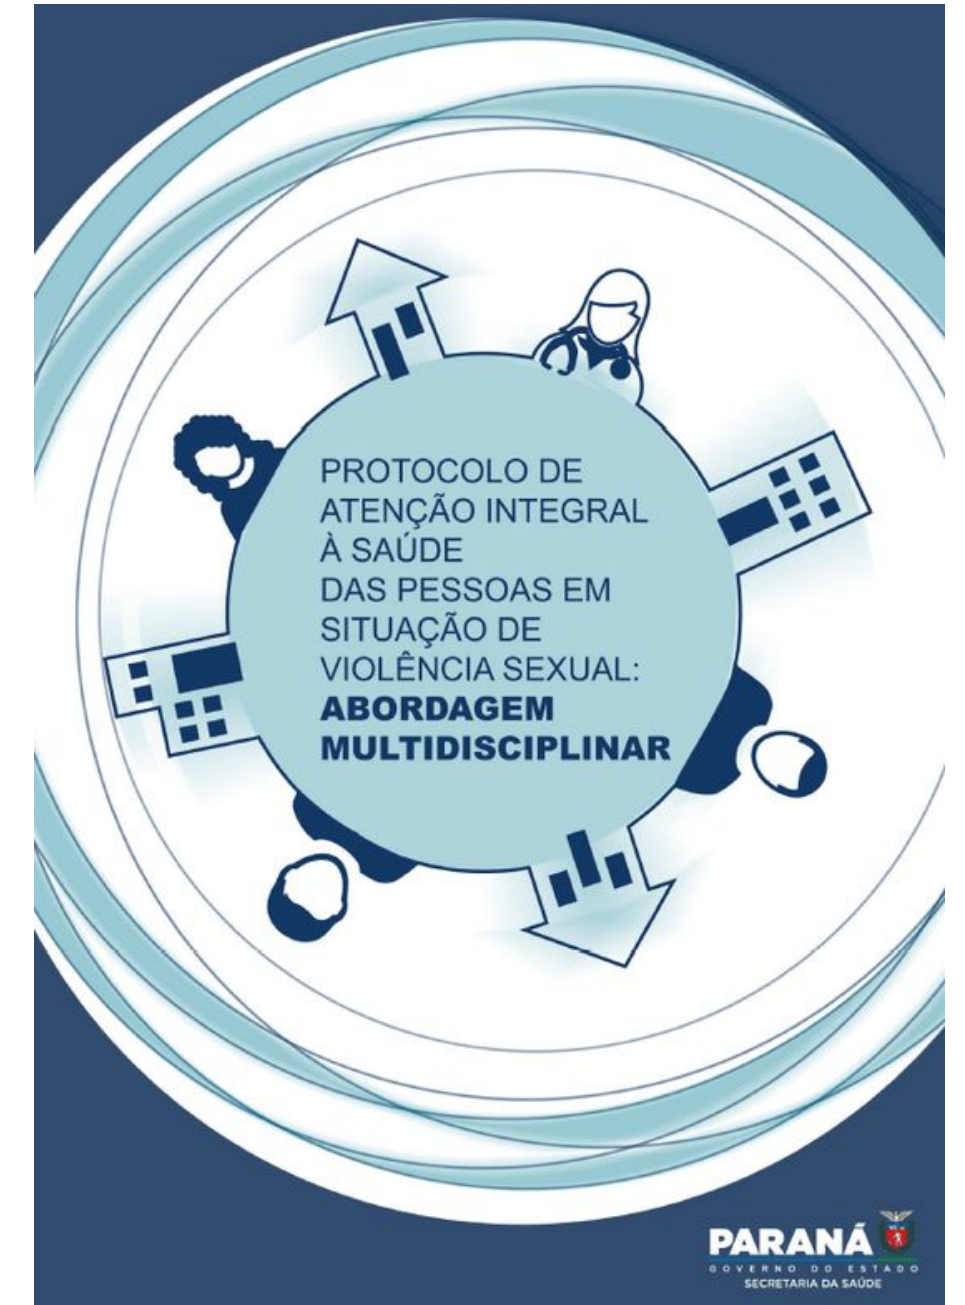 PROTOCOLO DE
ATENÇÃO INTEGRAL
À SAÚDE
DAS PESSOAS EM
SITUAÇÃO DE
VIOLÊNCIA SEXUAL:
ABORDAGEM
MULTIDISCIPLINAR
PARANÁ
GOVERNO DO ESTADO
SECRETARIA DA SAÚDE